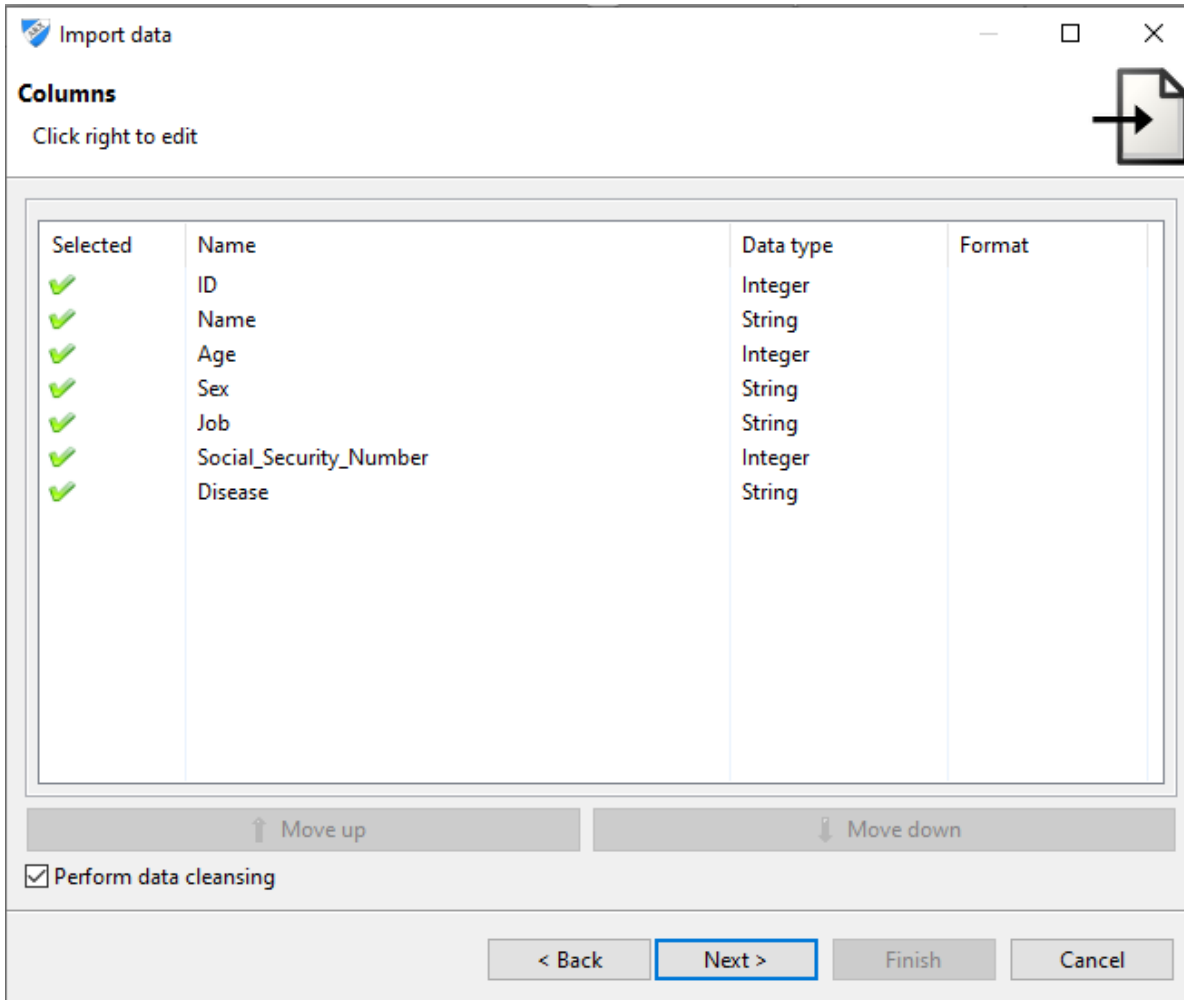 Import data
Columns
Click right to edit
Selected Name Data type Format
ID Integer
Name String
Age Integer
Sex String
Job String
Social_Security_Number Integer
Disease String
Move up Move down
Perform data cleansing
< Back Next > Finish Cancel